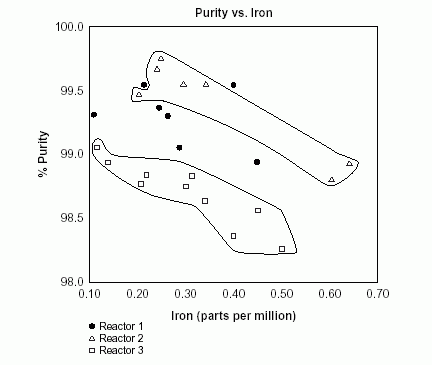 Purity vs. Iron
100.0
99.5
99.0
98.5
98.0
% Purity
0.10 0.20 0.30 0.40 0.50 0.60 0.70
Iron (parts per million)
Reactor 1
Reactor 2
Reactor 3